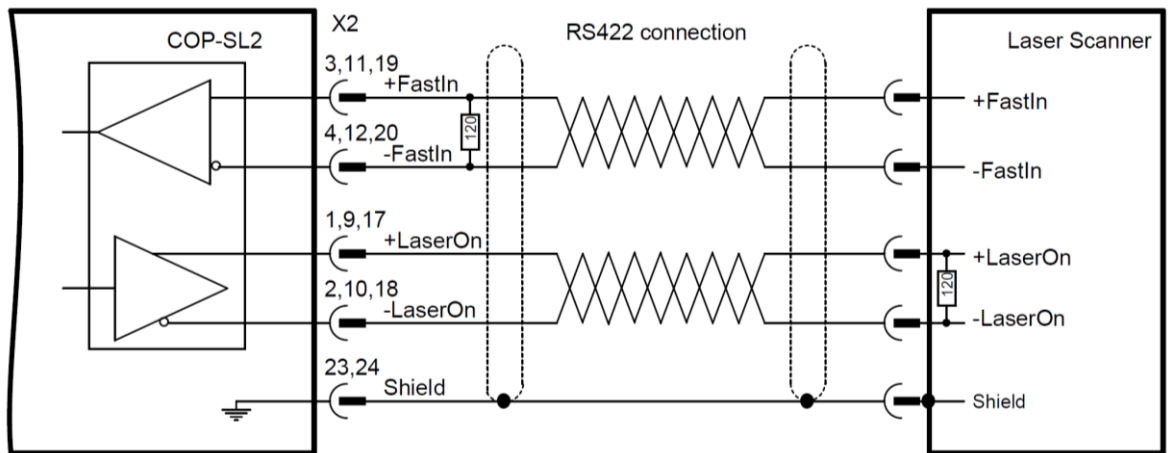 COP-SL2
X2
RS422 connection
Laser Scanner
3,11,19
+FastIn
120
4,12,20
-FastIn
+FastIn
-FastIn
1,9,17
+LaserOn
2,10,18
-LaserOn
+LaserOn
120
-LaserOn
23,24
Shield
Shield